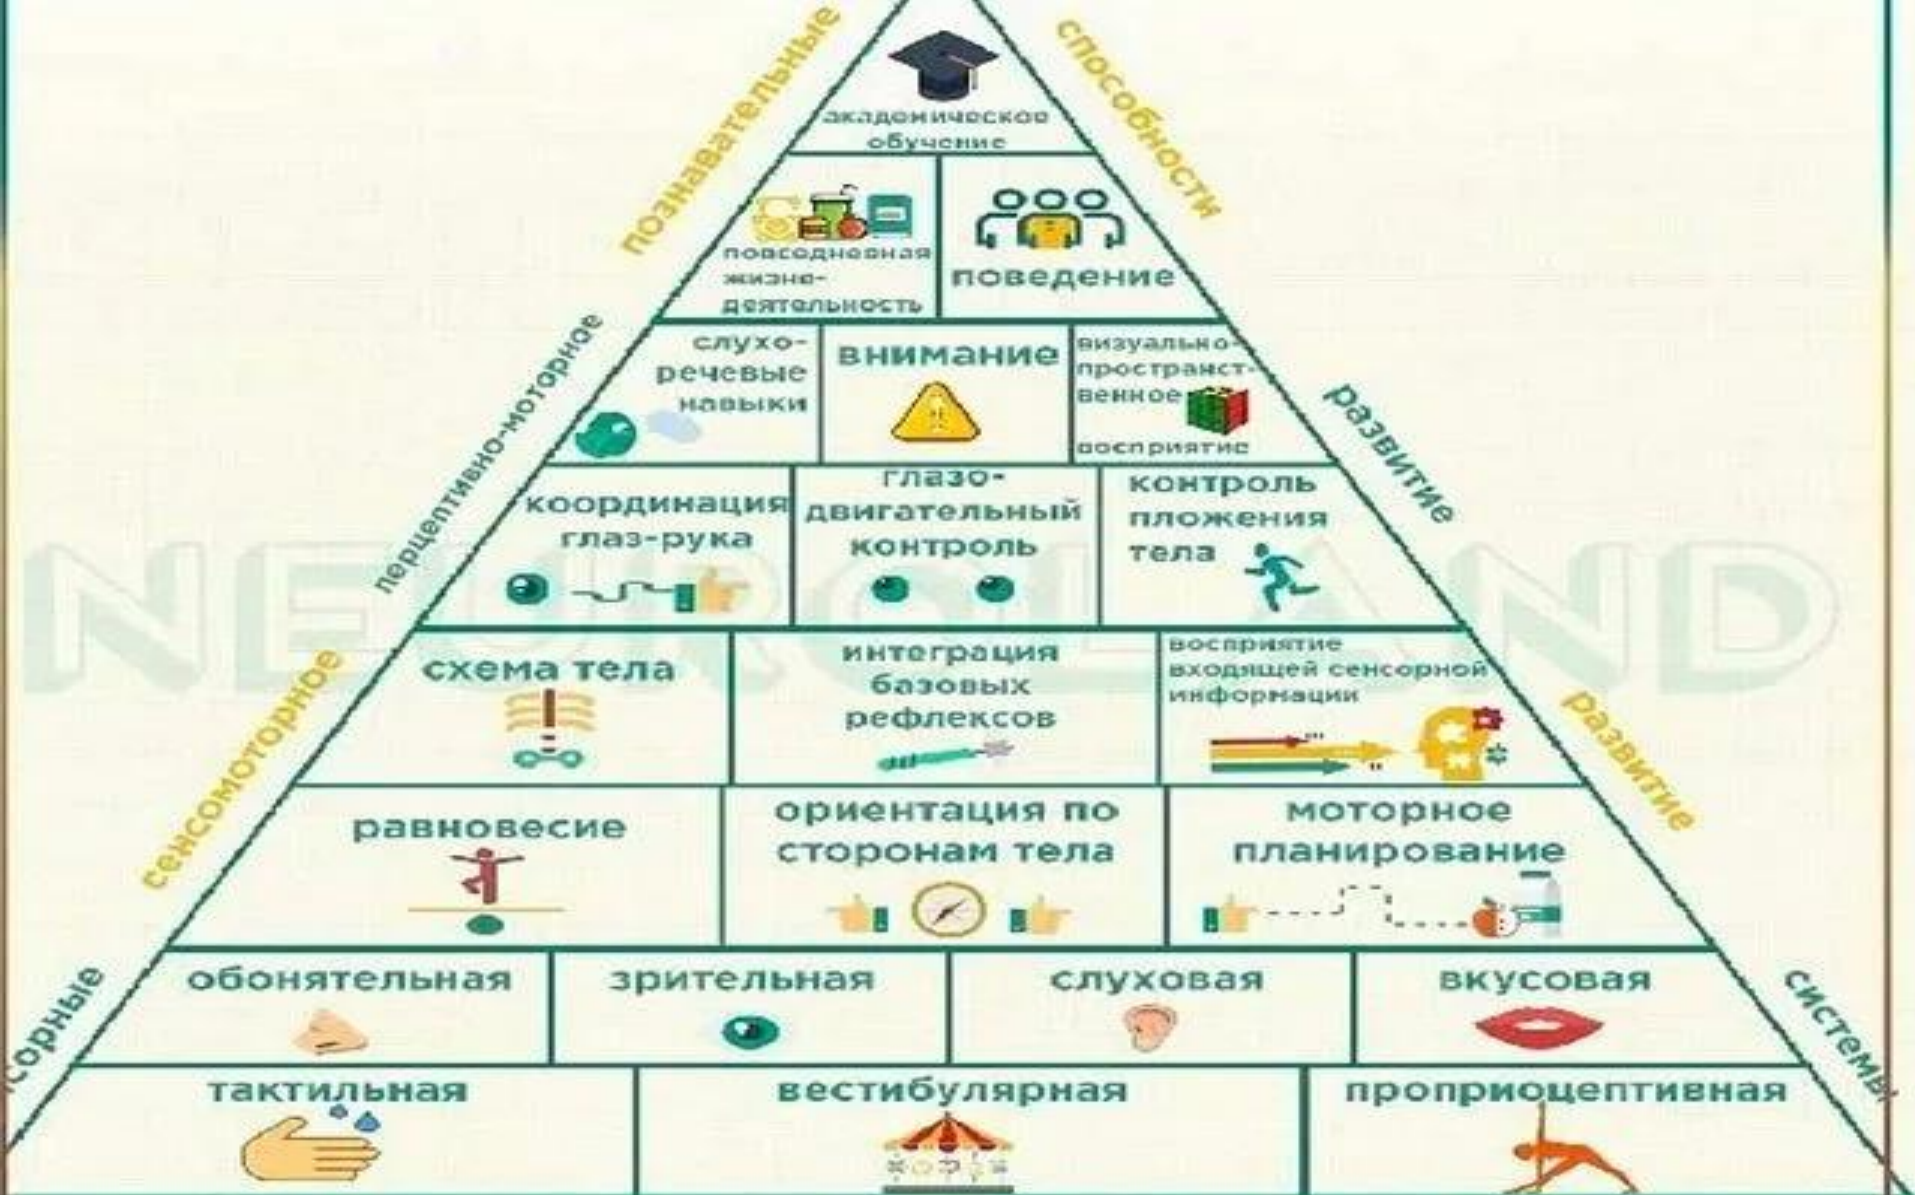 познавательные
способности
академическое
обучение
повседневная
жизне-
деятельность
поведение
перцептивно-моторное
развитие
слухо-
речевые
навыки
внимание
визуально-
пространст-
венное
восприятие
координация
глаз-рука
глазо-
двигательный
контроль
контроль
пложения
тела
NEUROLAND
сенсомоторное
развитие
схема тела
интеграция
базовых
рефлексов
восприятие
входящей сенсорной
информации
равновесие
ориентация по
сторонам тела
моторное
планирование
сорные
системы
обонятельная
зрительная
слуховая
вкусовая
тактильная
вестибулярная
проприоцептивная